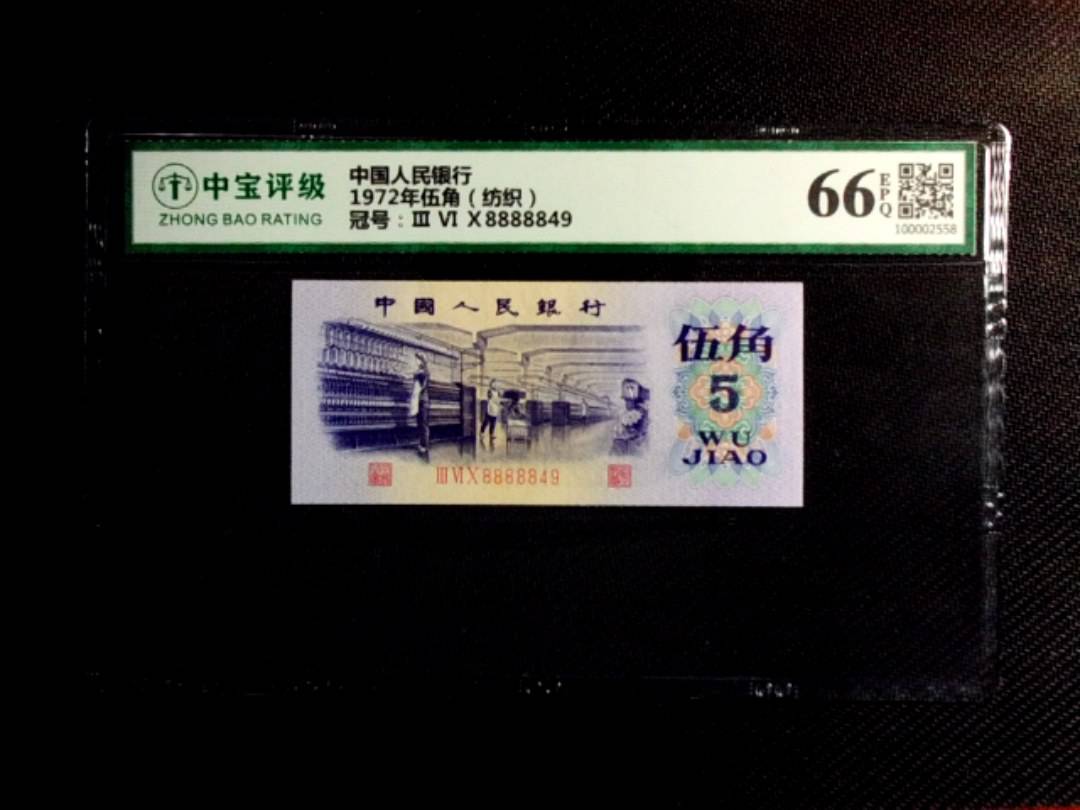 中宝评级
ZHONG BAO RATING
中国人民银行
1972年伍角（纺织）
冠号：Ⅲ Ⅵ Ⅹ8888849
66
EPQ
100002558
中國人民銀行
伍角
5
WU
JIAO
ⅢⅥⅩ8888849